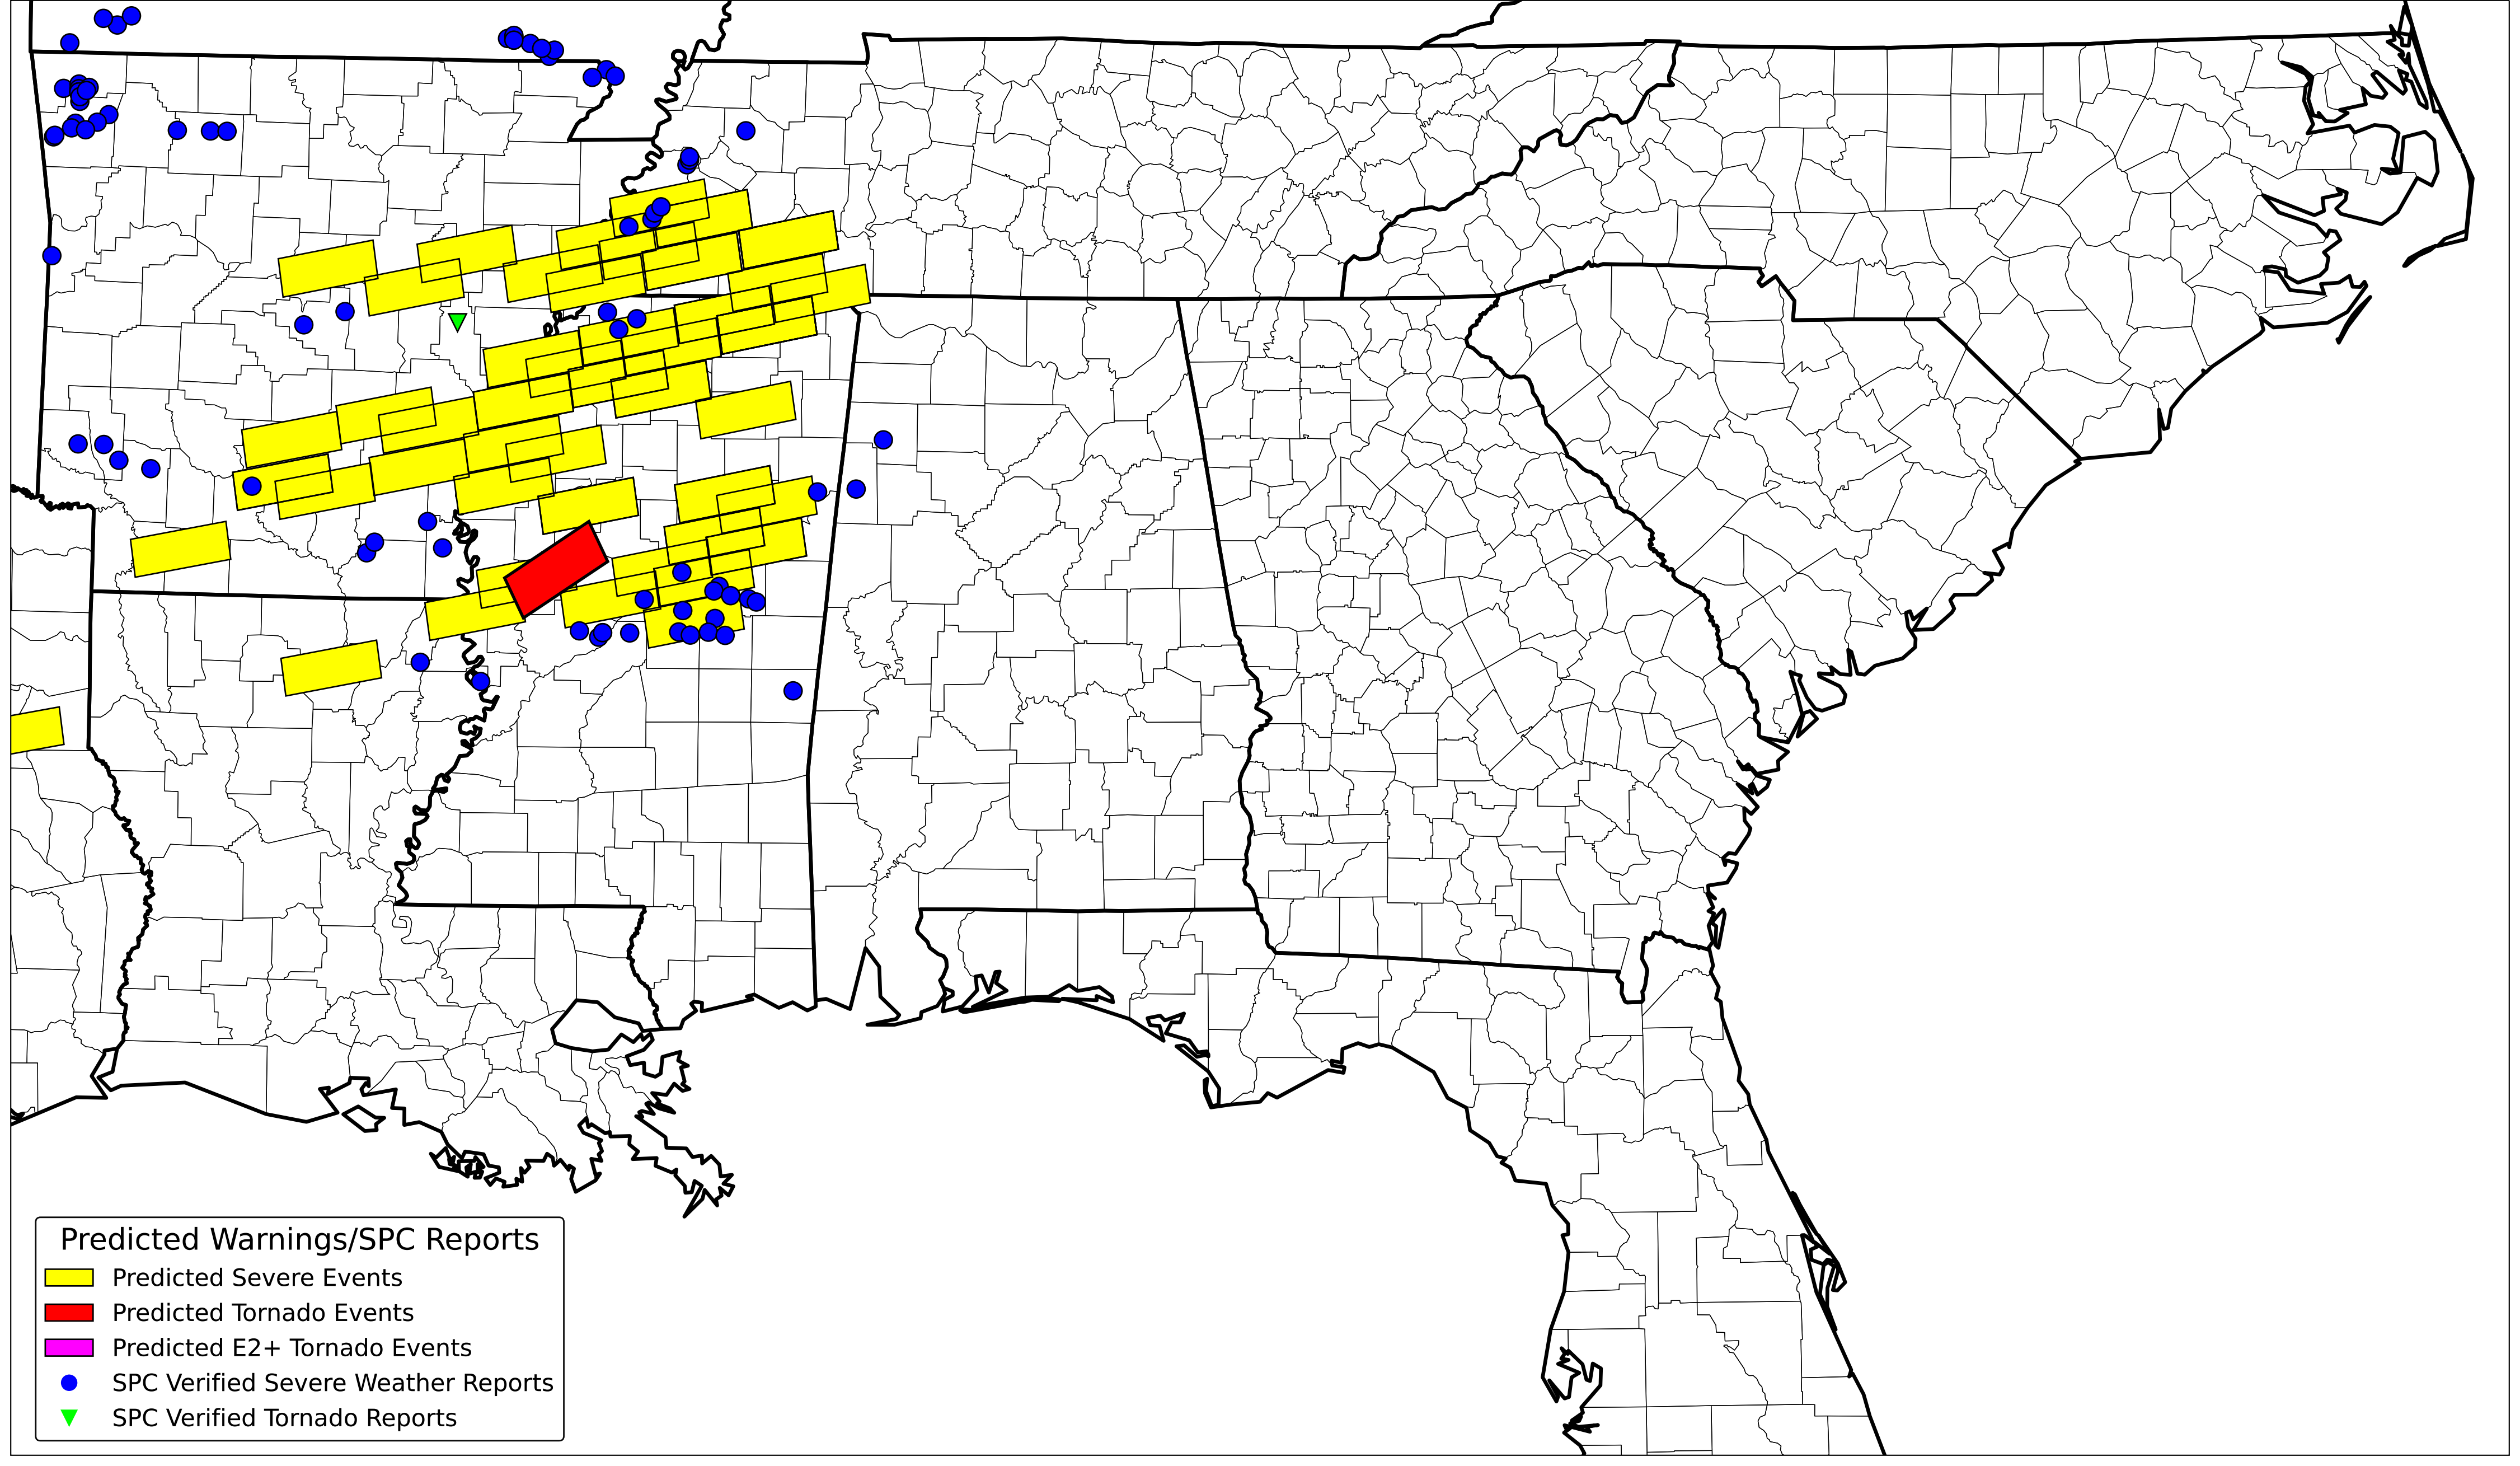 Predicted Warnings/SPC Reports
Predicted Severe Events
Predicted Tornado Events
Predicted E2+ Tornado Events
SPC Verified Severe Weather Reports
SPC Verified Tornado Reports